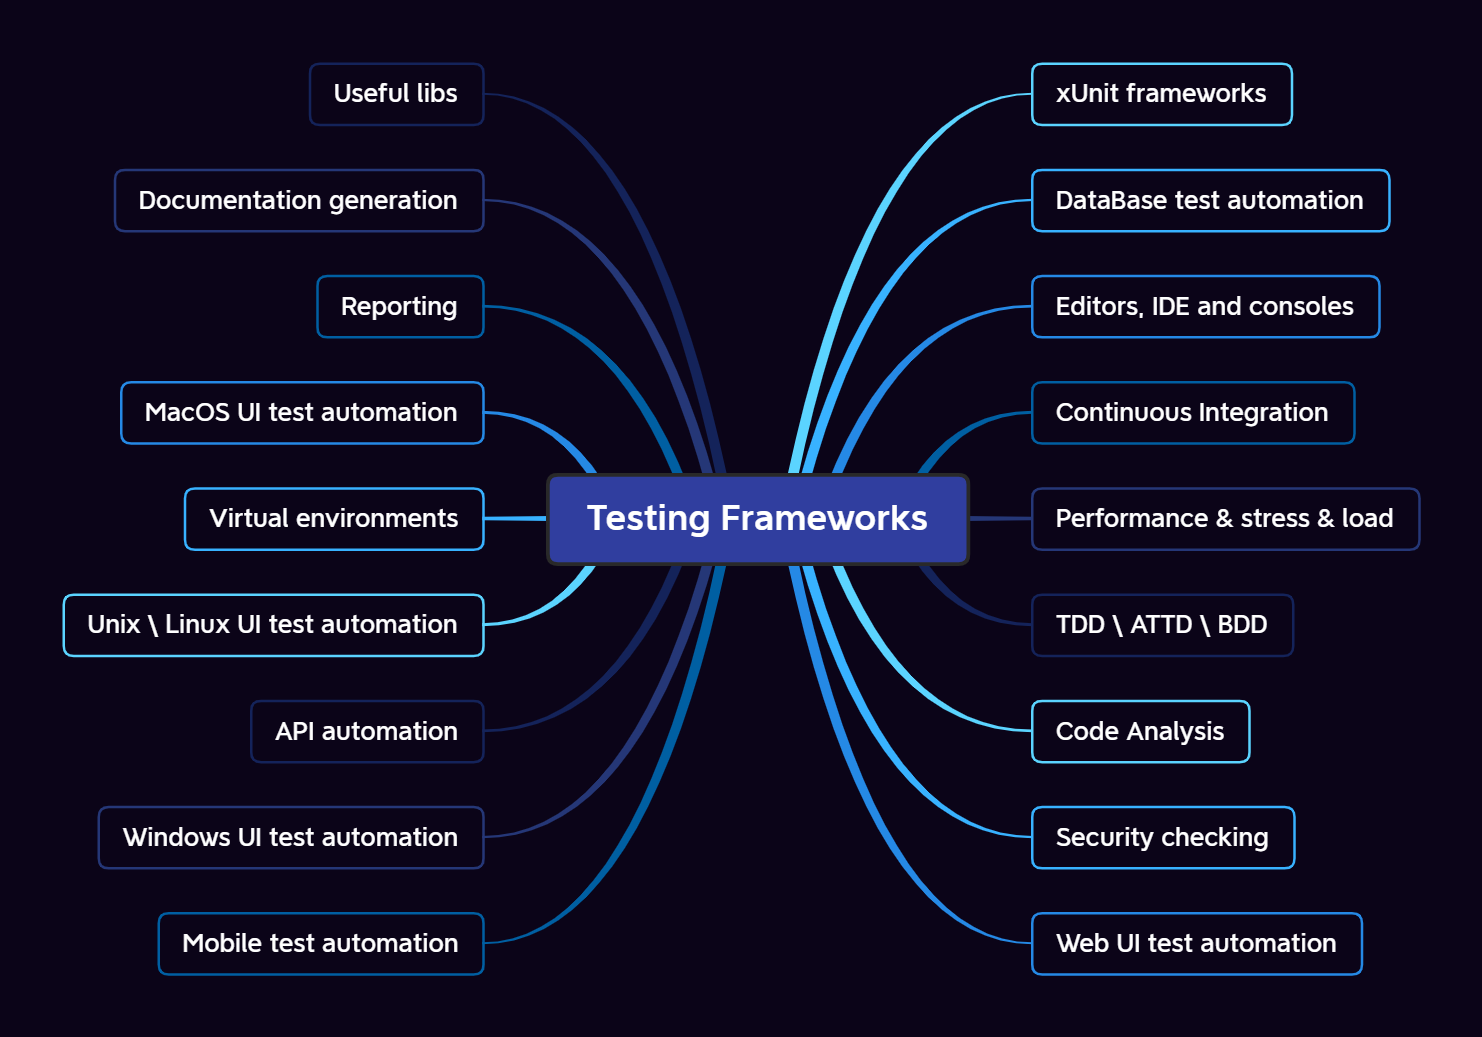 Useful libs
Documentation generation
Reporting
MacOS UI test automation
Virtual environments
Unix \ Linux UI test automation
API automation
Windows UI test automation
Mobile test automation
Testing Frameworks
xUnit frameworks
DataBase test automation
Editors, IDE and consoles
Continuous Integration
Performance & stress & load
TDD \ ATTD \ BDD
Code Analysis
Security checking
Web UI test automation